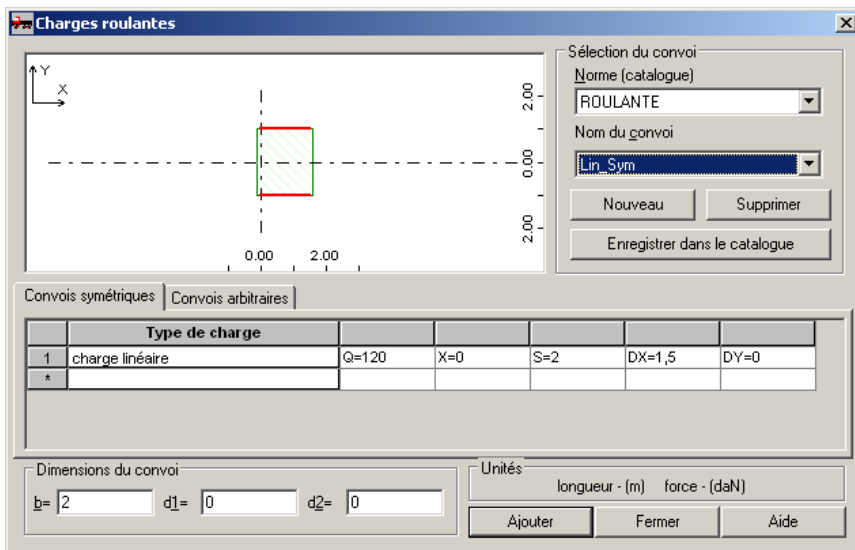 Charges roulantes
Y
X
2.00
0.00
2.00
0.00 2.00
Sélection du convoi
Norme (catalogue)
ROULANTE
Nom du convoi
Lin_Sym
Nouveau Supprimer
Enregistrer dans le catalogue
Convois symétriques Convois arbitraires
Type de charge
1 charge linéaire Q=120 X=0 S=2 DX=1,5 DY=0
*
Dimensions du convoi
b= 2 d1= 0 d2= 0
Unités
longueur - (m) force - (daN)
Ajouter Fermer Aide